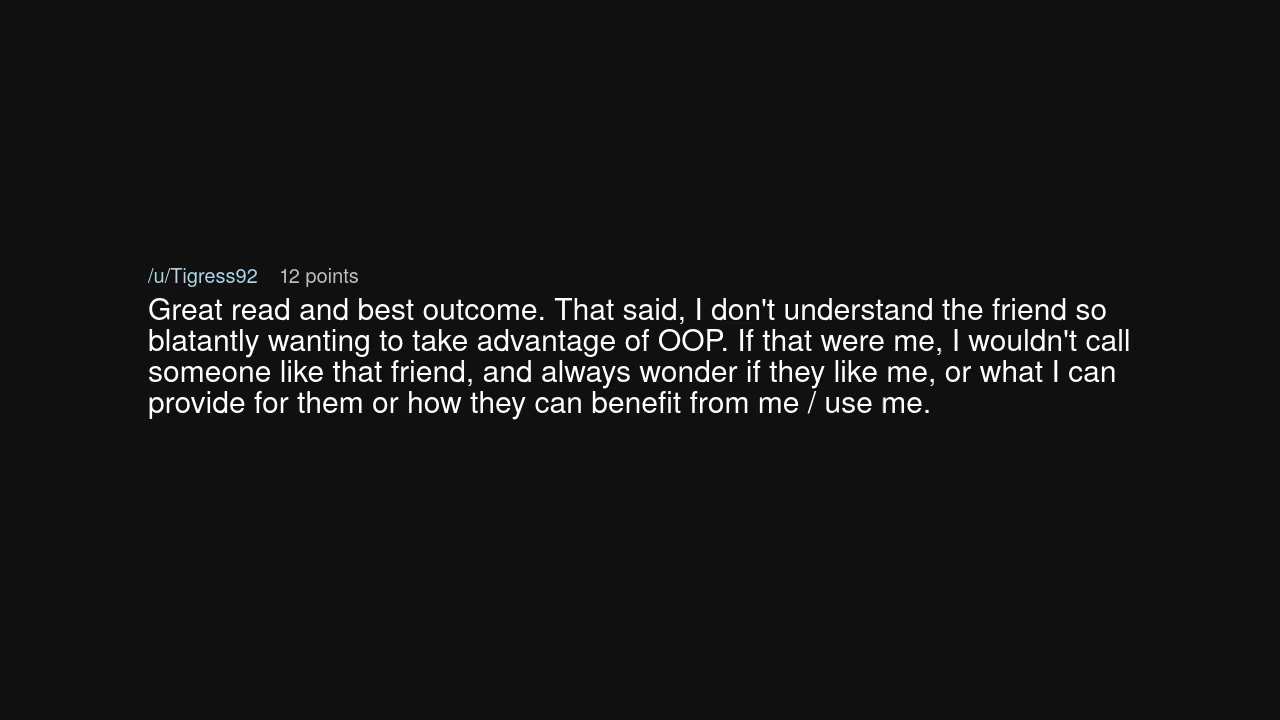 /u/Tigress92 12 points
Great read and best outcome. That said, I don't understand the friend so
blatantly wanting to take advantage of OOP. If that were me, I wouldn't call
someone like that friend, and always wonder if they like me, or what I can
provide for them or how they can benefit from me / use me.